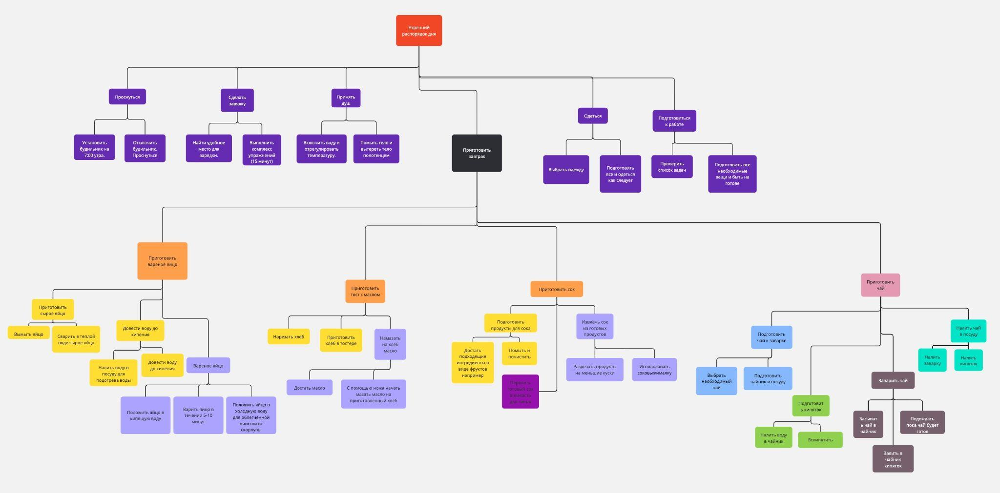 Утренний
распорядок дня
Проснуться
Сделать
зарядку
Принять
душ
Одеться
Подготовиться
к работе
Установить
будильник на
7:00 утра.
Отключить
будильник.
Проснуться
Найти удобное
место для
зарядки.
Выполнить
комплекс
упражнений
(15 минут)
Включить воду и
отрегулировать
температуру.
Помыть тело и
вытереть тело
полотенцем
Приготовить
завтрак
Выбрать одежду
Подготовить
все и одеться
как следует
Проверить
список задач
Подготовить все
необходимые
вещи и быть на
готове
Приготовить
вареное яйцо
Приготовить
тост с маслом
Приготовить сок
Приготовить
чай
Приготовить
сырое яйцо
Вымыть яйцо
Сварить в теплой
воде сырое яйцо
Довести воду до
кипения
Налить воду в
посуду для
подогрева воды
Довести воду
до кипения
Вареное яйцо
Положить яйцо в
кипящую воду
Варить яйцо в
течении 5-10
минут
Положить яйцо в
холодную воду
для облегченной
очистки от
скорлупы
Нарезать хлеб
Приготовить
хлеб в тостере
Намазать
на хлеб
масло
Достать масло
С помощью ножа начать
мазать масло на
приготовленный хлеб
Подготовить
продукты для сока
Достать
подходящие
ингредиенты в
виде фруктов
например
Помыть и
почистить
Перелить
готовый сок
в емкость
для питья
Извлечь сок
из готовых
продуктов
Разрезать продукты
на меньшие куски
Использовать
соковыжималку
Подготовить
чай к заварке
Выбрать
необходимый
чай
Подготовить
чайник и посуду
Подготовит
ь кипяток
Налить воду
в чайник
Вскипятить
Заварить чай
Засыпат
ь чай в
чайник
Подождать
пока чай будет
готов
Залить в
чайник
кипяток
Налить чай
в посуду
Налить
заварку
Налить
кипяток